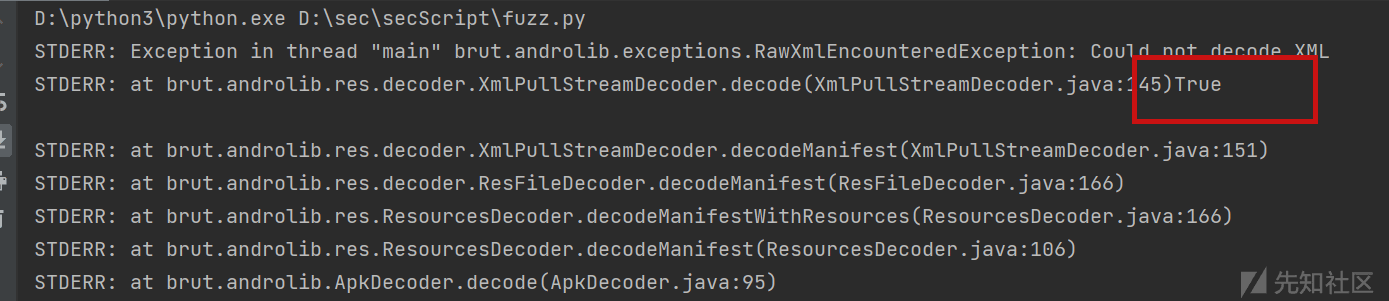 D:\python3\python.exe D:\sec\secScript\fuzz.py
STDERR: Exception in thread "main" brut.androlib.exceptions.RawXmlEncounteredException: Could not decode XML
STDERR: at brut.androlib.res.decoder.XmlPullStreamDecoder.decode(XmlPullStreamDecoder.java:145)True
STDERR: at brut.androlib.res.decoder.XmlPullStreamDecoder.decodeManifest(XmlPullStreamDecoder.java:151)
STDERR: at brut.androlib.res.decoder.ResFileDecoder.decodeManifest(ResFileDecoder.java:166)
STDERR: at brut.androlib.res.ResourcesDecoder.decodeManifestWithResources(ResourcesDecoder.java:166)
STDERR: at brut.androlib.res.ResourcesDecoder.decodeManifest(ResourcesDecoder.java:106)
STDERR: at brut.androlib.ApkDecoder.decode(ApkDecoder.java:95)
先知社区